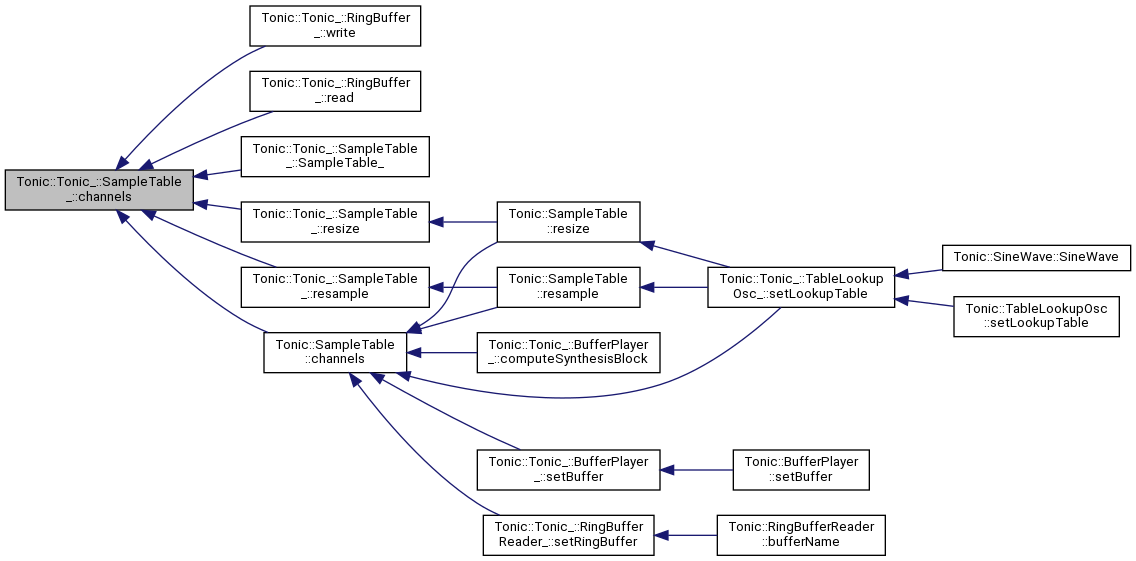 Tonic::Tonic_::RingBuffer
_::write
Tonic::Tonic_::RingBuffer
_::read
Tonic::Tonic_::SampleTable
_::SampleTable_
Tonic::Tonic_::SampleTable
_::channels
Tonic::Tonic_::SampleTable
_::resize
Tonic::SampleTable
::resize
Tonic::Tonic_::SampleTable
_::resample
Tonic::SampleTable
::resample
Tonic::Tonic_::TableLookup
Osc_::setLookupTable
Tonic::SineWave::SineWave
Tonic::TableLookupOsc
::setLookupTable
Tonic::SampleTable
::channels
Tonic::Tonic_::BufferPlayer
_::computeSynthesisBlock
Tonic::Tonic_::BufferPlayer
_::setBuffer
Tonic::BufferPlayer
::setBuffer
Tonic::Tonic_::RingBuffer
Reader_::setRingBuffer
Tonic::RingBufferReader
::bufferName